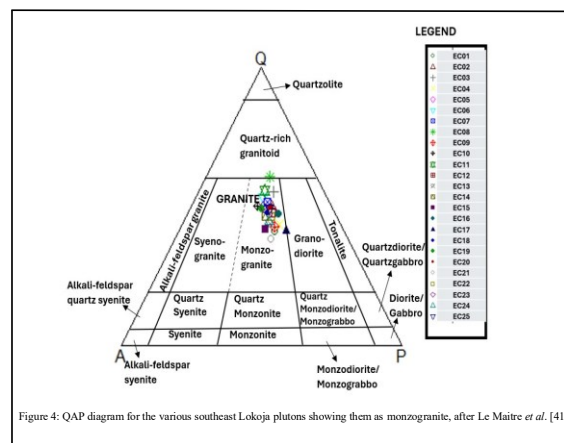 LEGEND
Q
Quartzolite
Quartz-rich
granitoid
GRANITE
Alkali-feldspar granite
Syeno-
granite
Monzo-
granite
Grano-
diorite
Tonalite
Quartzdiorite/
Quartzgabbro
Alkali-feldspar
quartz syenite
Quartz
Syenite
Quartz
Monzonite
Quartz
Monzodiorite/
Monzograbbo
Diorite/
Gabbro
Syenite
Monzonite
A
P
Alkali-feldspar
syenite
Monzodiorite/
Monzograbbo
EC01
EC02
EC03
EC04
EC05
EC06
EC07
EC08
EC09
EC10
EC11
EC12
EC13
EC14
EC15
EC16
EC17
EC18
EC19
EC20
EC21
EC22
EC23
EC24
EC25
Figure 4: QAP diagram for the various southeast Lokoja plutons showing them as monzogranite, after Le Maitre et al. [41